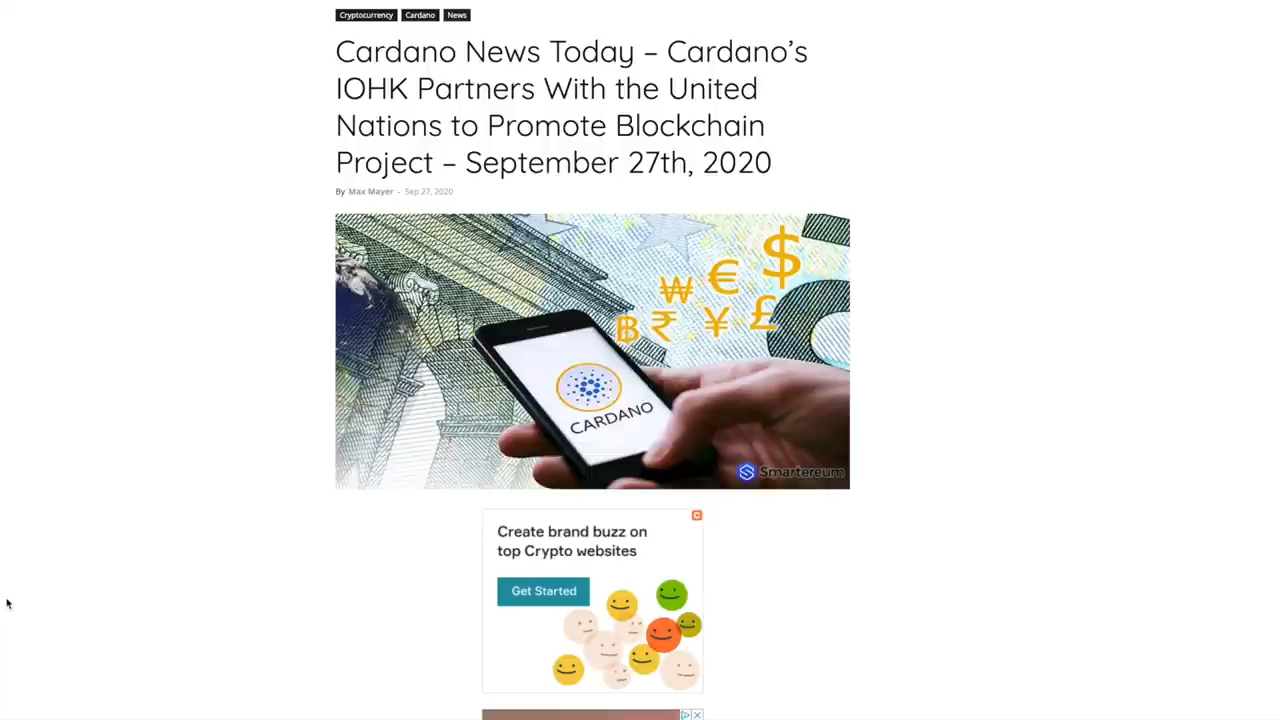 Cryptocurrency Cardano News
Cardano News Today – Cardano's
IOHK Partners With the United
Nations to Promote Blockchain
Project – September 27th, 2020
By Max Mayer - Sep 27, 2020
$
₩ €
฿ ₹ ¥ £
CARDANO
Smartereum
Create brand buzz on
top Crypto websites
Get Started